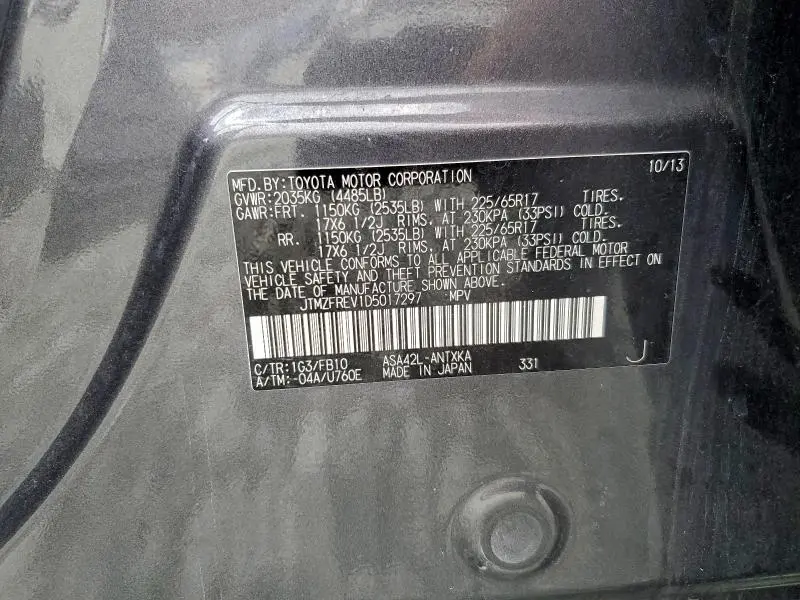 MFD.BY:TOYOTA MOTOR CORPORATION 10/13
GVWR:2035KG (4485LB)
GAWR:FRT. 1150KG (2535LB) WITH 225/65R17 TIRES.
17X6 1/2J RIMS. AT 230KPA (33PSI) COLD.
RR. 1150KG (2535LB) WITH 225/65R17 TIRES.
17X6 1/2J RIMS. AT 230KPA (33PSI) COLD.
THIS VEHICLE CONFORMS TO ALL APPLICABLE FEDERAL MOTOR
VEHICLE SAFETY AND THEFT PREVENTION STANDARDS IN EFFECT ON
THE DATE OF MANUFACTURE SHOWN ABOVE.
JTMZFREV1D5017297 MPV
C/TR:1G3/FB10 ASA42L-ANTXKA 331 J
A/TM:-04A/U760E MADE IN JAPAN